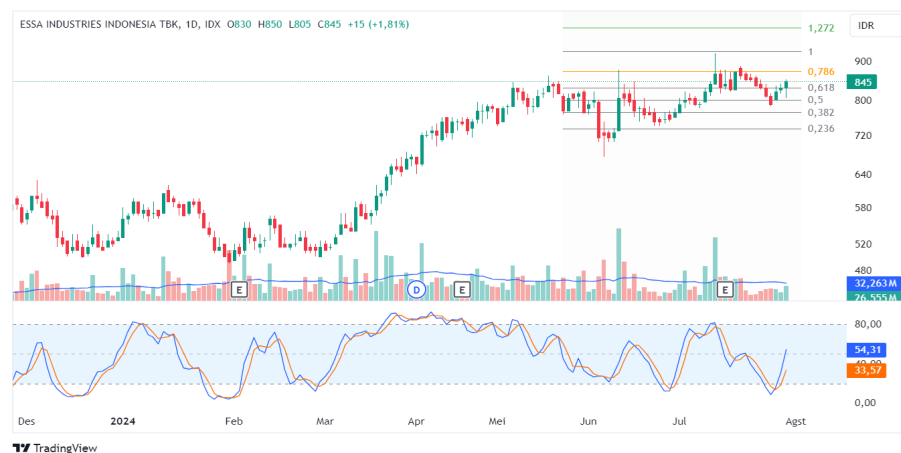 ESSA INDUSTRIES INDONESIA TBK, 1D, IDX O830 H850 L805 C845 +15 (+1,81%)
IDR
1,272
1
900
0,786
845
0,618
0,5
800
0,382
0,236
720
640
580
520
480
E
D
E
E
32,263M
26,555M
80,00
54,31
33,57
0,00
Des 2024 Feb Mar Apr Mei Jun Jul Agst
TradingView